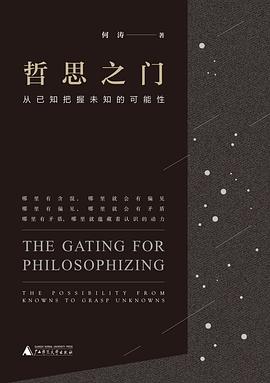 何 涛 —— 著
哲思之门
从已知把握未知的可能性
哪里有含混，哪里就会有偏见
哪里有偏见，哪里就会有矛盾
哪里有矛盾，哪里就蕴藏着认识的动力
THE GATING FOR
PHILOSOPHIZING
THE POSSIBILITY FROM
KNOWNS TO GRASP UNKNOWNS
广西师范大学出版社